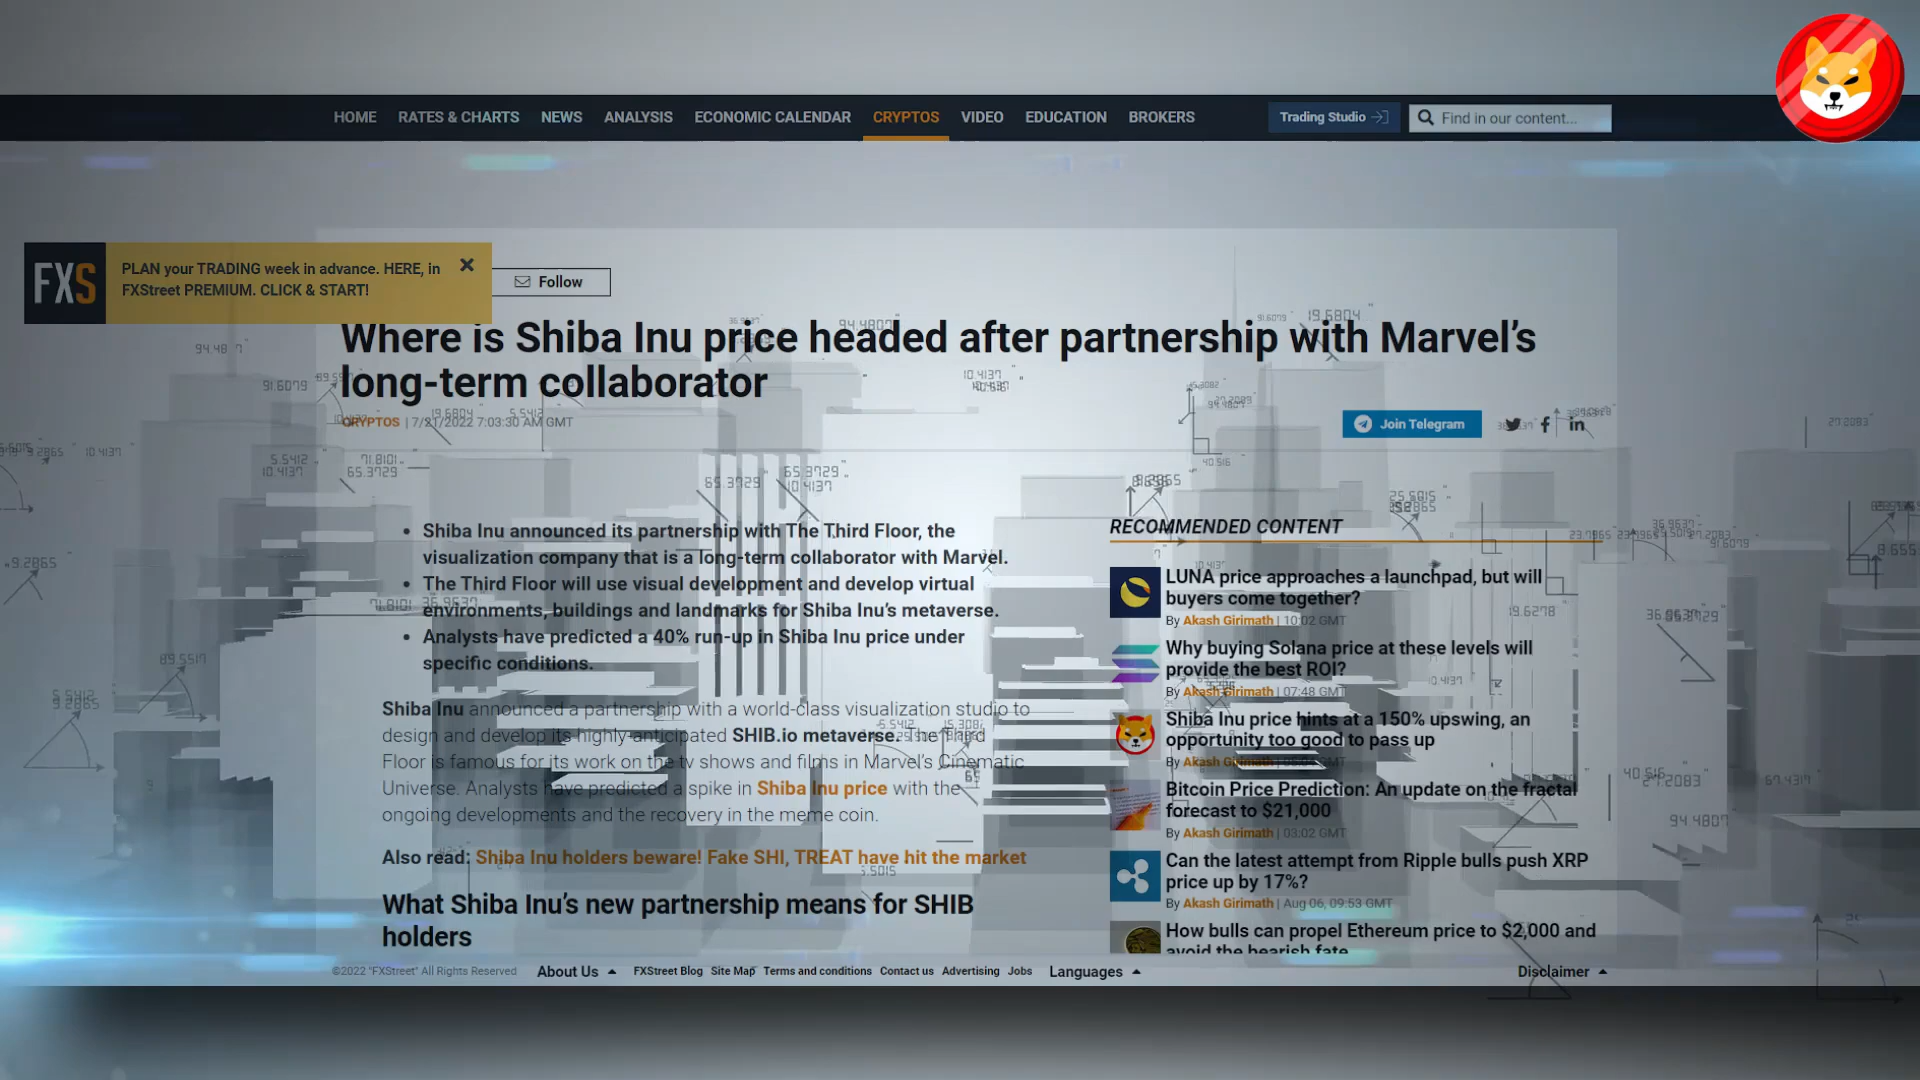 HOME RATES & CHARTS NEWS ANALYSIS ECONOMIC CALENDAR CRYPTOS VIDEO EDUCATION BROKERS Trading Studio Find in our content...
FXS
PLAN your TRADING week in advance. HERE, in
FXStreet PREMIUM. CLICK & START!
Follow
Where is Shiba Inu price headed after partnership with Marvel's
long-term collaborator
CRYPTOS | 7/21/2022 7:03:30 AM GMT
Join Telegram
• Shiba Inu announced its partnership with The Third Floor, the
visualization company that is a long-term collaborator with Marvel.
• The Third Floor will use visual development and develop virtual
environments, buildings and landmarks for Shiba Inu's metaverse.
• Analysts have predicted a 40% run-up in Shiba Inu price under
specific conditions.
Shiba Inu announced a partnership with a world-class visualization studio to
design and develop its highly-anticipated SHIB.io metaverse. The Third
Floor is famous for its work on the tv shows and films in Marvel's Cinematic
Universe. Analysts have predicted a spike in Shiba Inu price with the
ongoing developments and the recovery in the meme coin.
Also read: Shiba Inu holders beware! Fake SHI, TREAT have hit the market
What Shiba Inu's new partnership means for SHIB
holders
RECOMMENDED CONTENT
LUNA price approaches a launchpad, but will
buyers come together?
By Akash Girimath | 10:02 GMT
Why buying Solana price at these levels will
provide the best ROI?
By Akash Girimath | 07:48 GMT
Shiba Inu price hints at a 150% upswing, an
opportunity too good to pass up
By Akash Girimath
Bitcoin Price Prediction: An update on the fractal
forecast to $21,000
By Akash Girimath | 03:02 GMT
Can the latest attempt from Ripple bulls push XRP
price up by 17%?
By Akash Girimath | Aug 06, 09:53 GMT
How bulls can propel Ethereum price to $2,000 and
avoid the bearish fate
©2022 "FXStreet" All Rights Reserved About Us FXStreet Blog Site Map Terms and conditions Contact us Advertising Jobs Languages Disclaimer